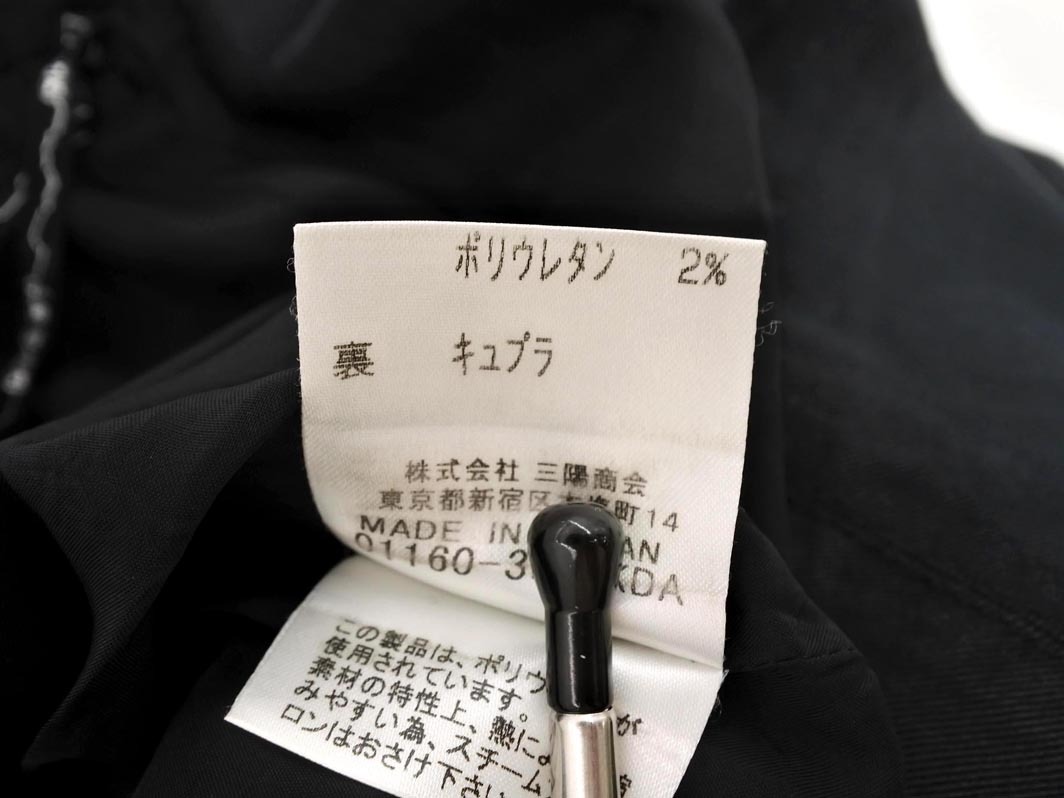 ポリウレタン 2%
裏 キュプラ
株式会社 三陽商会
東京都新宿区 町14
MADE IN
01160-3 KDA
この製品は、ポリウ
使用されています。 が
素材の特性上、熱に
みやすい為、スチーム
ロンはおさけ下さい